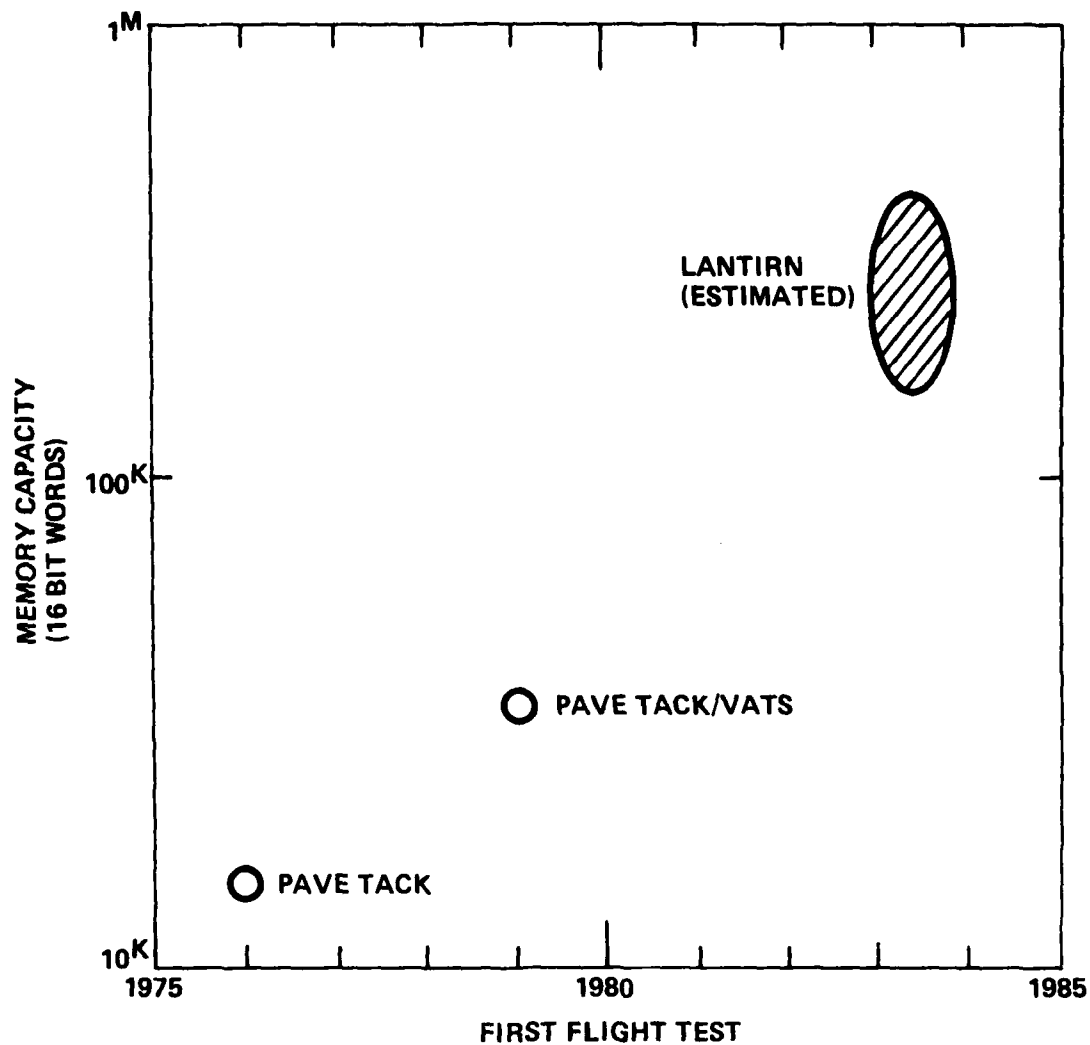 1M
LANTIRN
(ESTIMATED)
MEMORY CAPACITY
(16 BIT WORDS)
100K
PAVE TACK/VATS
PAVE TACK
10K
1975
1980
1985
FIRST FLIGHT TEST